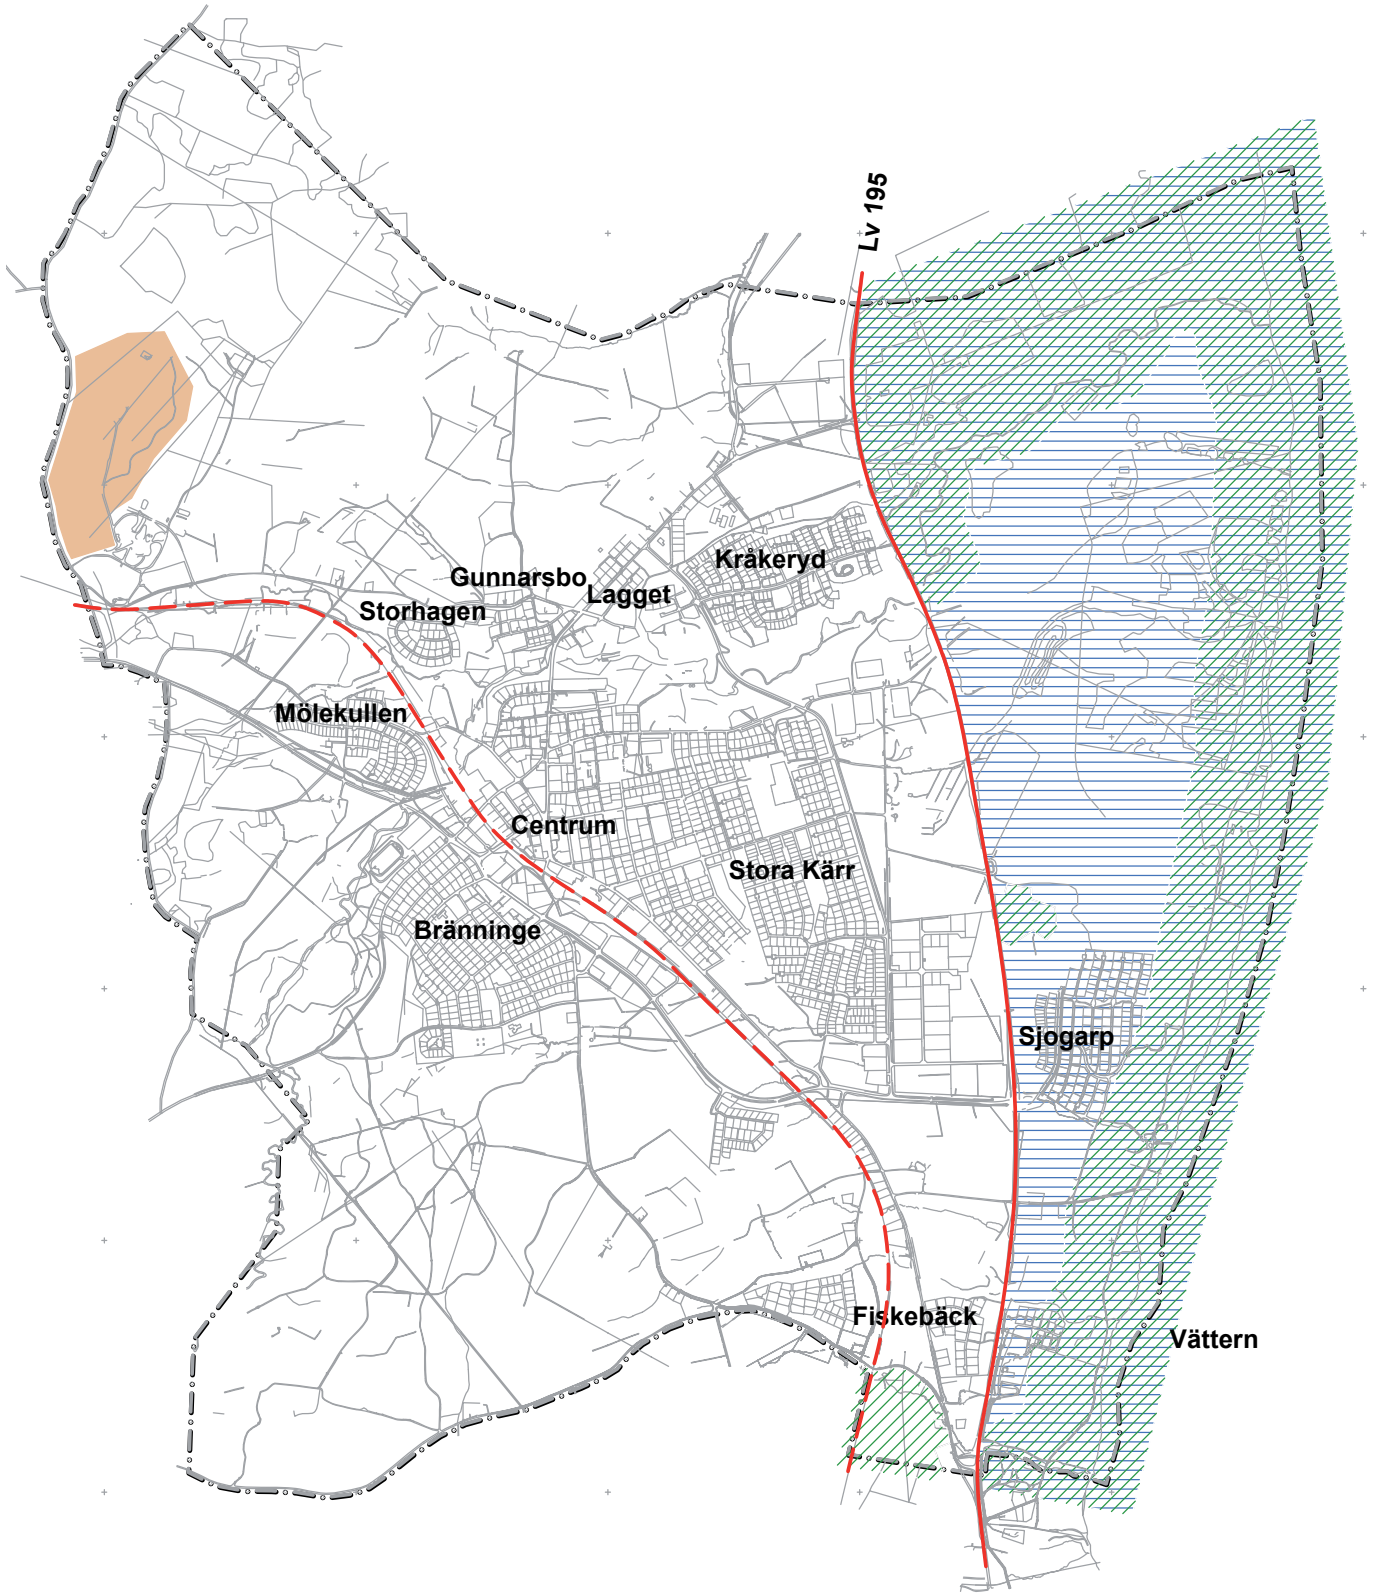 Lv 195
Kråkeryd
Gunnarsbo
Lagget
Storhagen
Mölekullen
Centrum
Stora Kärr
Bränninge
Sjogarp
Fiskebäck
Vättern